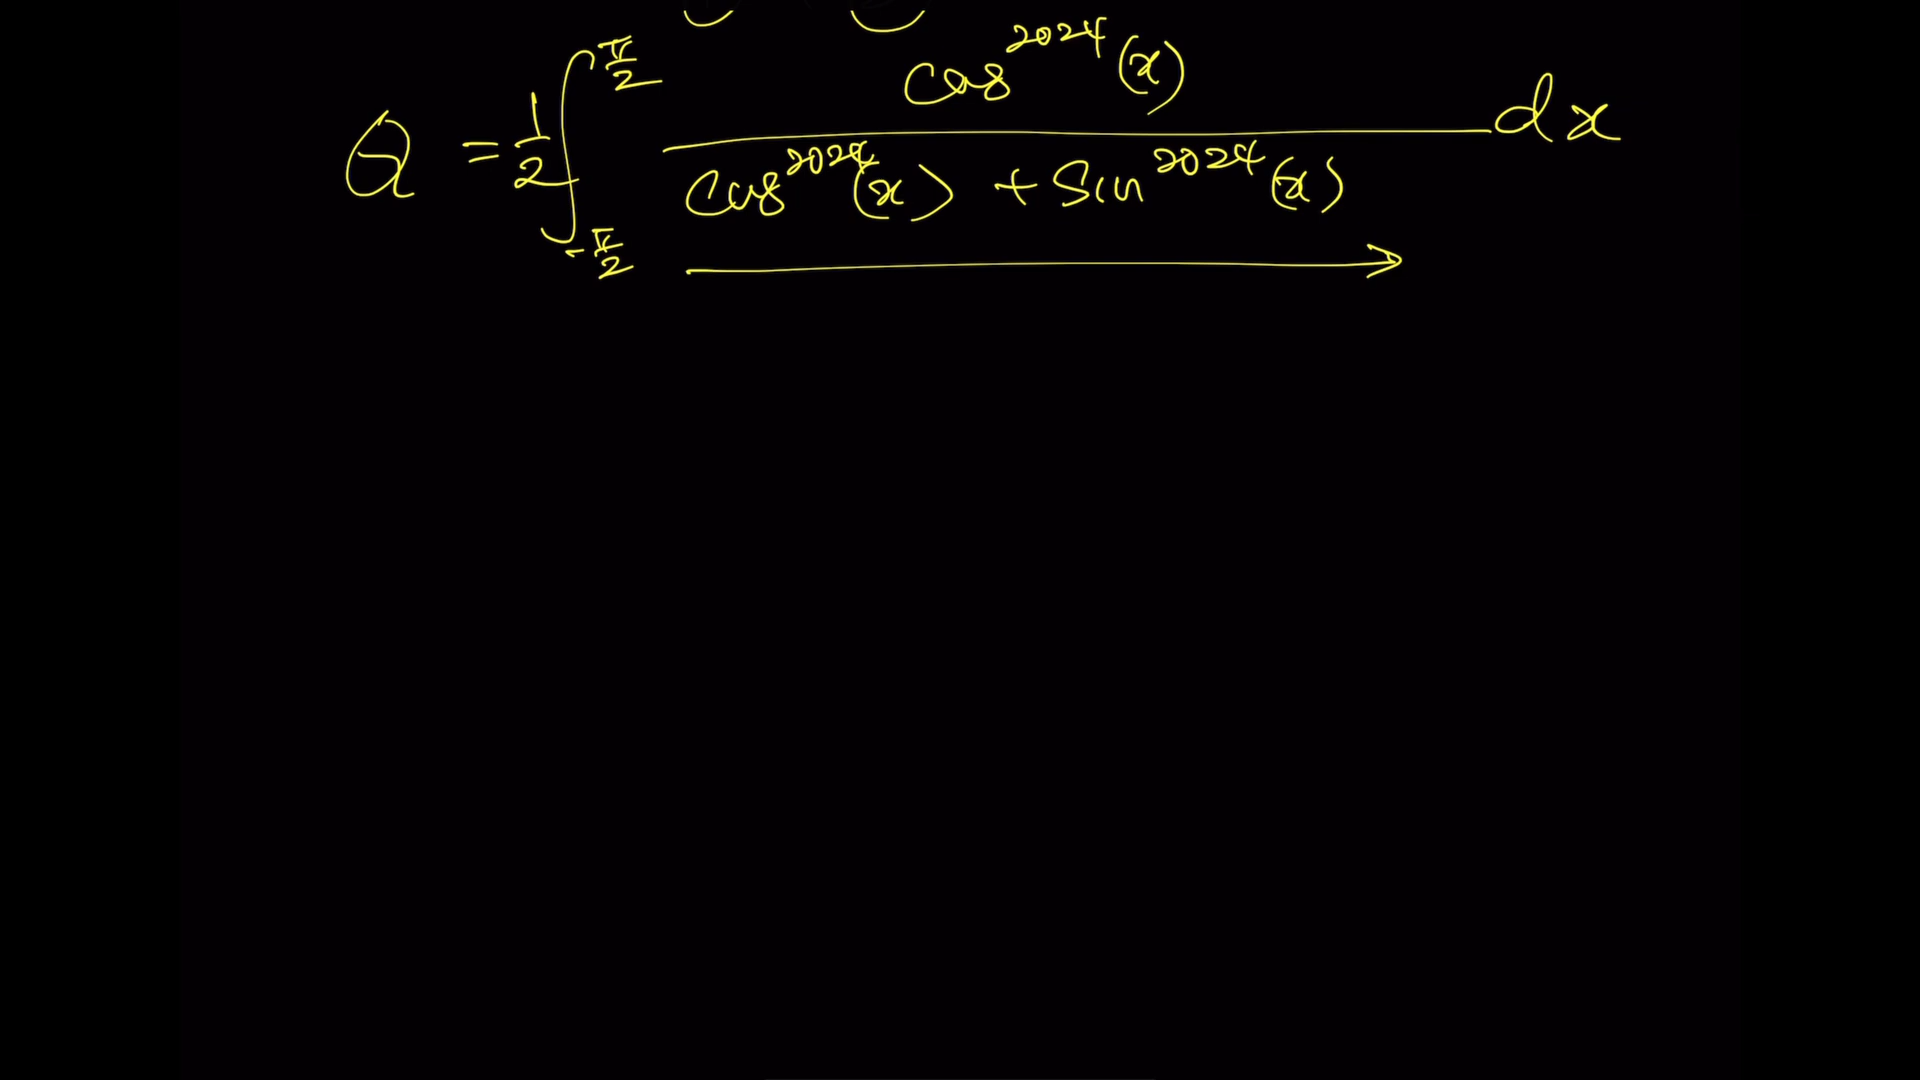 Q = 1/2 ∫_{-π/2}^{π/2} cos^{2024}(x) / (cos^{2024}(x) + sin^{2024}(x)) dx